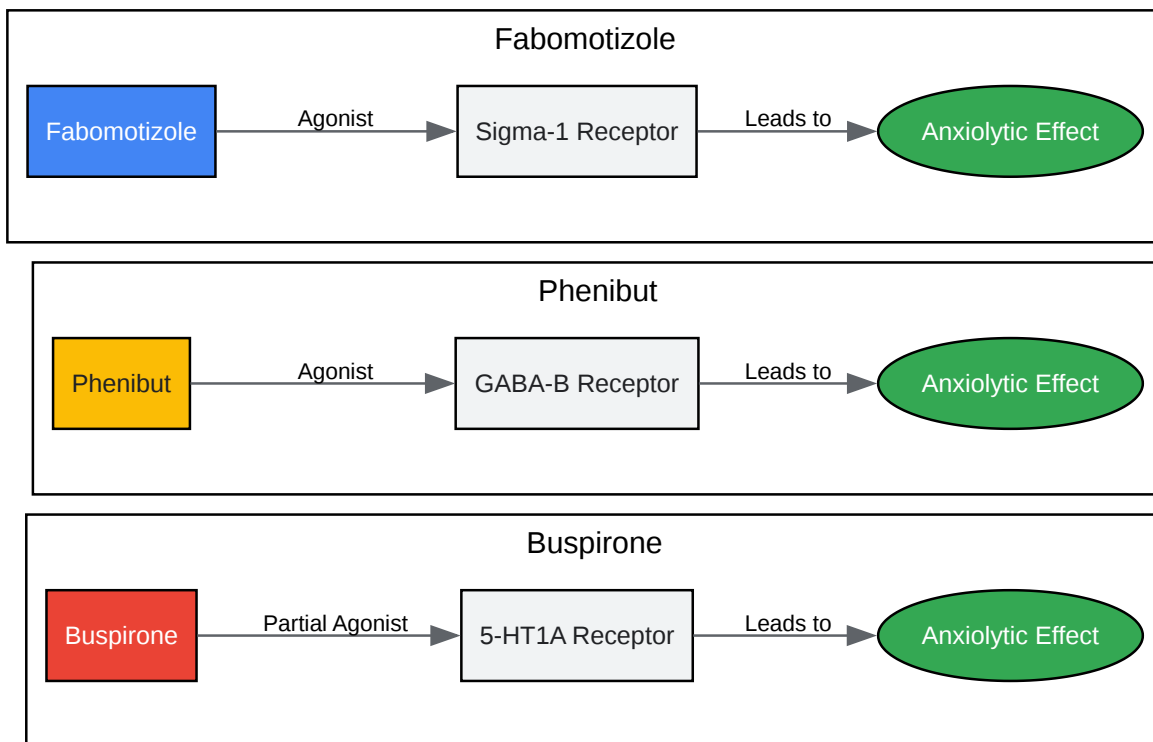 Fabomotizole
Fabomotizole
Agonist
Sigma-1 Receptor
Leads to
Anxiolytic Effect
Phenibut
Phenibut
Agonist
GABA-B Receptor
Leads to
Anxiolytic Effect
Buspirone
Buspirone
Partial Agonist
5-HT1A Receptor
Leads to
Anxiolytic Effect